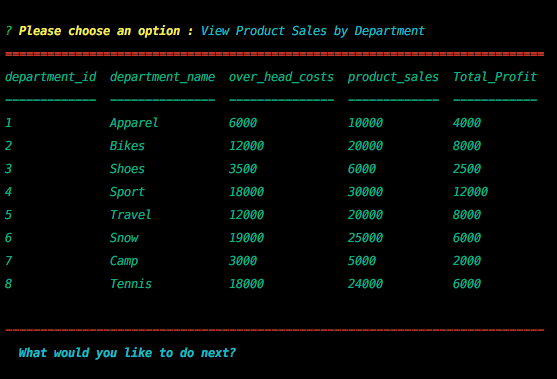 ? Please choose an option : View Product Sales by Department
=============================================================================
department_id  department_name  over_head_costs  product_sales  Total_Profit
-------------  ---------------  ---------------  -------------  ------------
1              Apparel          6000             10000          4000
2              Bikes            12000            20000          8000
3              Shoes            3500             6000           2500
4              Sport            18000            30000          12000
5              Travel           12000            20000          8000
6              Snow             19000            25000          6000
7              Camp             3000             5000           2000
8              Tennis           18000            24000          6000
-----------------------------------------------------------------------------
What would you like to do next?